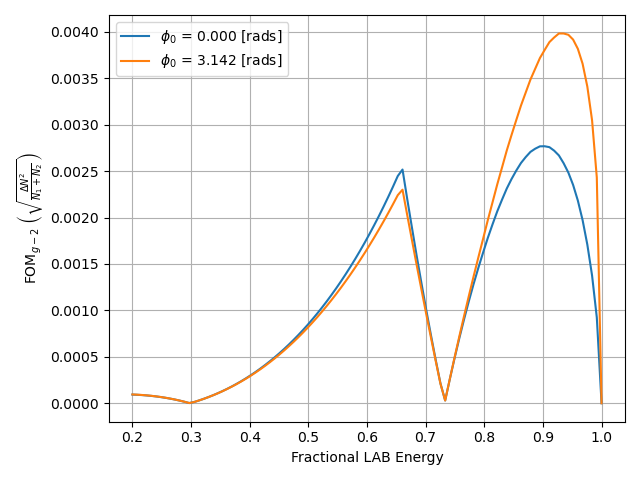 ϕ₀ = 0.000 [rads]
ϕ₀ = 3.142 [rads]
FOM_{g−2} (√(ΔN²/(N₁+N₂)))
0.0040
0.0035
0.0030
0.0025
0.0020
0.0015
0.0010
0.0005
0.0000
0.2 0.3 0.4 0.5 0.6 0.7 0.8 0.9 1.0
Fractional LAB Energy